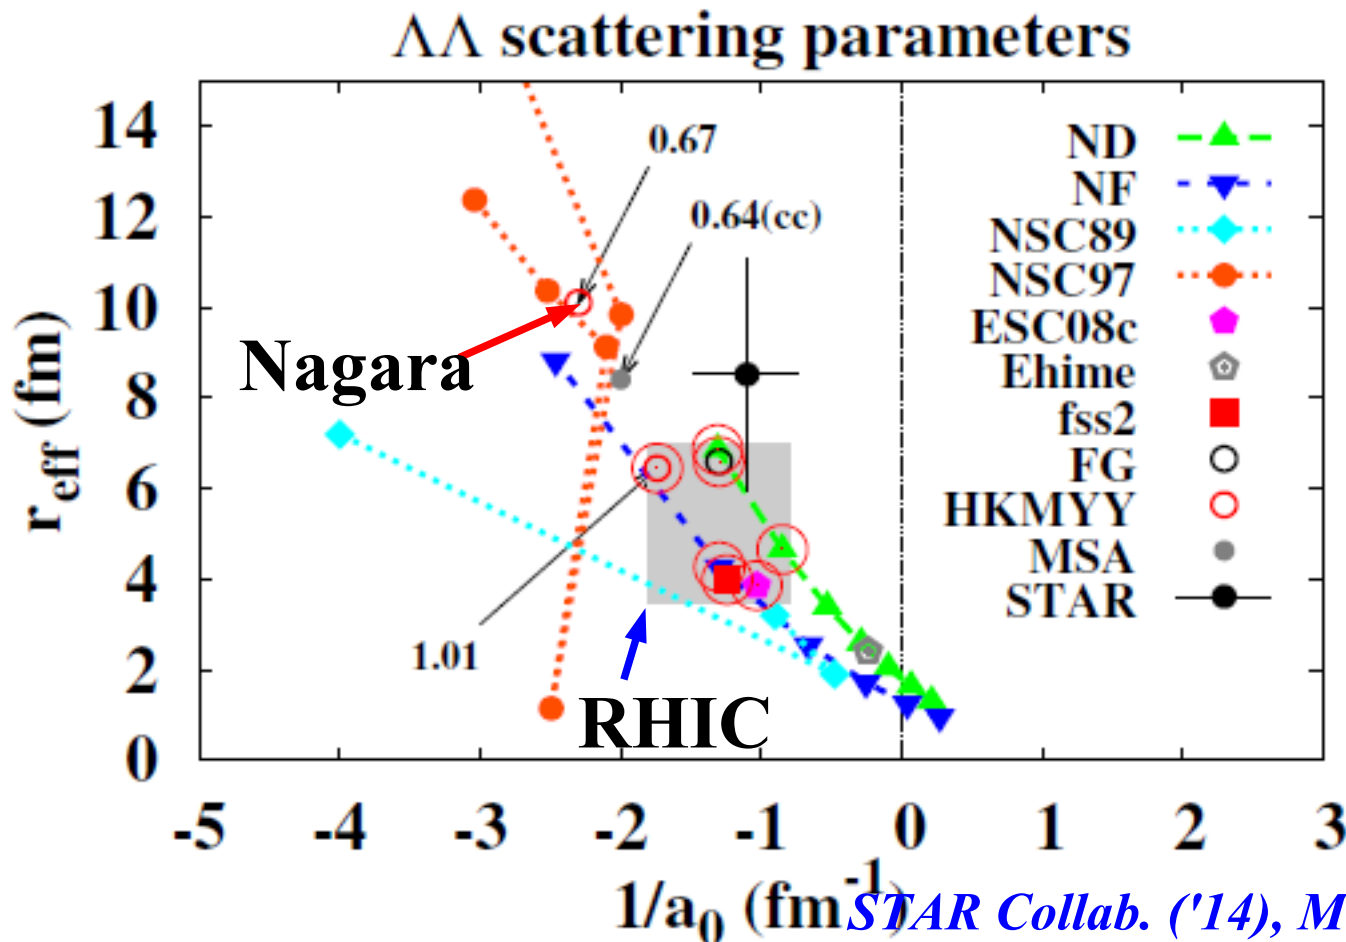 ΛΛ scattering parameters
r_eff (fm)
14
12
10
8
6
4
2
0
0.67
0.64(cc)
Nagara
1.01
RHIC
ND
NF
NSC89
NSC97
ESC08c
Ehime
fss2
FG
HKMYY
MSA
STAR
-5 -4 -3 -2 -1 0 1 2 3
1/a₀ (fm⁻¹)
STAR Collab. ('14), M